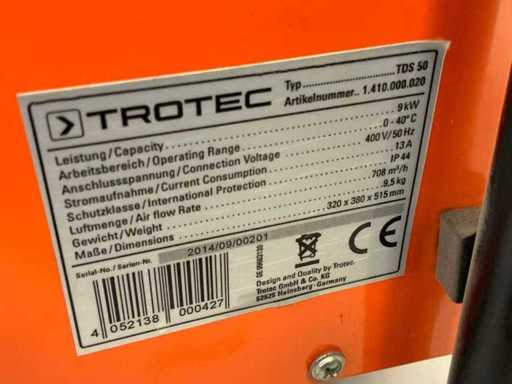 TROTEC
Typ..............................TDS 50
Artikelnummer.. 1.410.000.020
Leistung/Capacity..............................9 kW
Arbeitsbereich/Operating Range..............................0 - 40°C
Anschlussspannung/Connection Voltage....................400 V/50 Hz
Stromaufnahme/Current Consumption..............................13 A
Schutzklasse/International Protection..............................IP 44
Luftmenge/Air flow Rate..............................708 m³/h
Gewicht/Weight..............................9,5 kg
Maße/Dimensions..............................320 x 380 x 515 mm
Serial-No./Serien-Nr. 2014/09/00201
4 052138 000427
CE
Design and Quality by Trotec.
Trotec GmbH & Co. KG
52525 Heinsberg - Germany